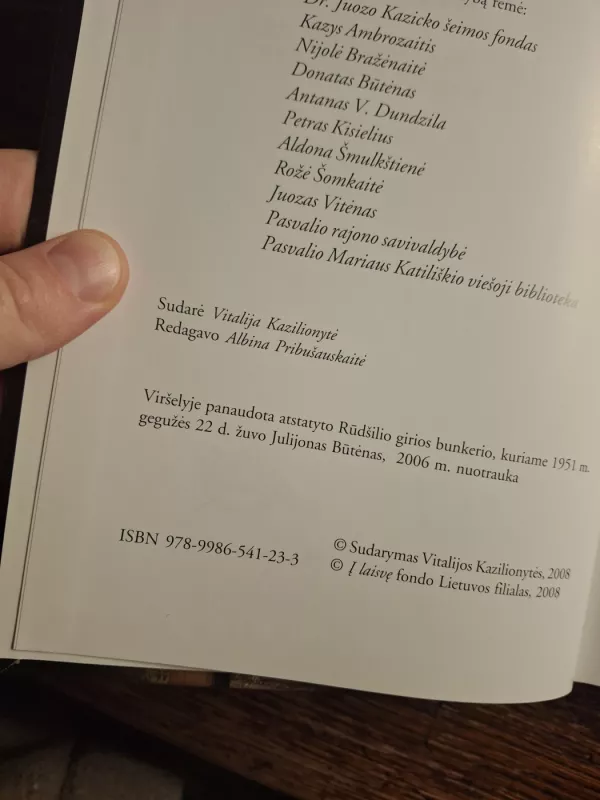 rėmė:
Dr. Juozo Kazicko šeimos fondas
Kazys Ambrozaitis
Nijolė Bražėnaitė
Donatas Būtėnas
Antanas V. Dundzila
Petras Kisielius
Aldona Šmulkštienė
Rožė Šomkaitė
Juozas Vitėnas
Pasvalio rajono savivaldybė
Pasvalio Mariaus Katiliškio viešoji biblioteka
Sudarė Vitalija Kazilionytė
Redagavo Albina Pribušauskaitė
Viršelyje panaudota atstatyto Rūdšilio girios bunkerio, kuriame 1951 m.
gegužės 22 d. žuvo Julijonas Būtėnas, 2006 m. nuotrauka
ISBN 978-9986-541-23-3
© Sudarymas Vitalijos Kazilionytės, 2008
© Į laisvę fondo Lietuvos filialas, 2008